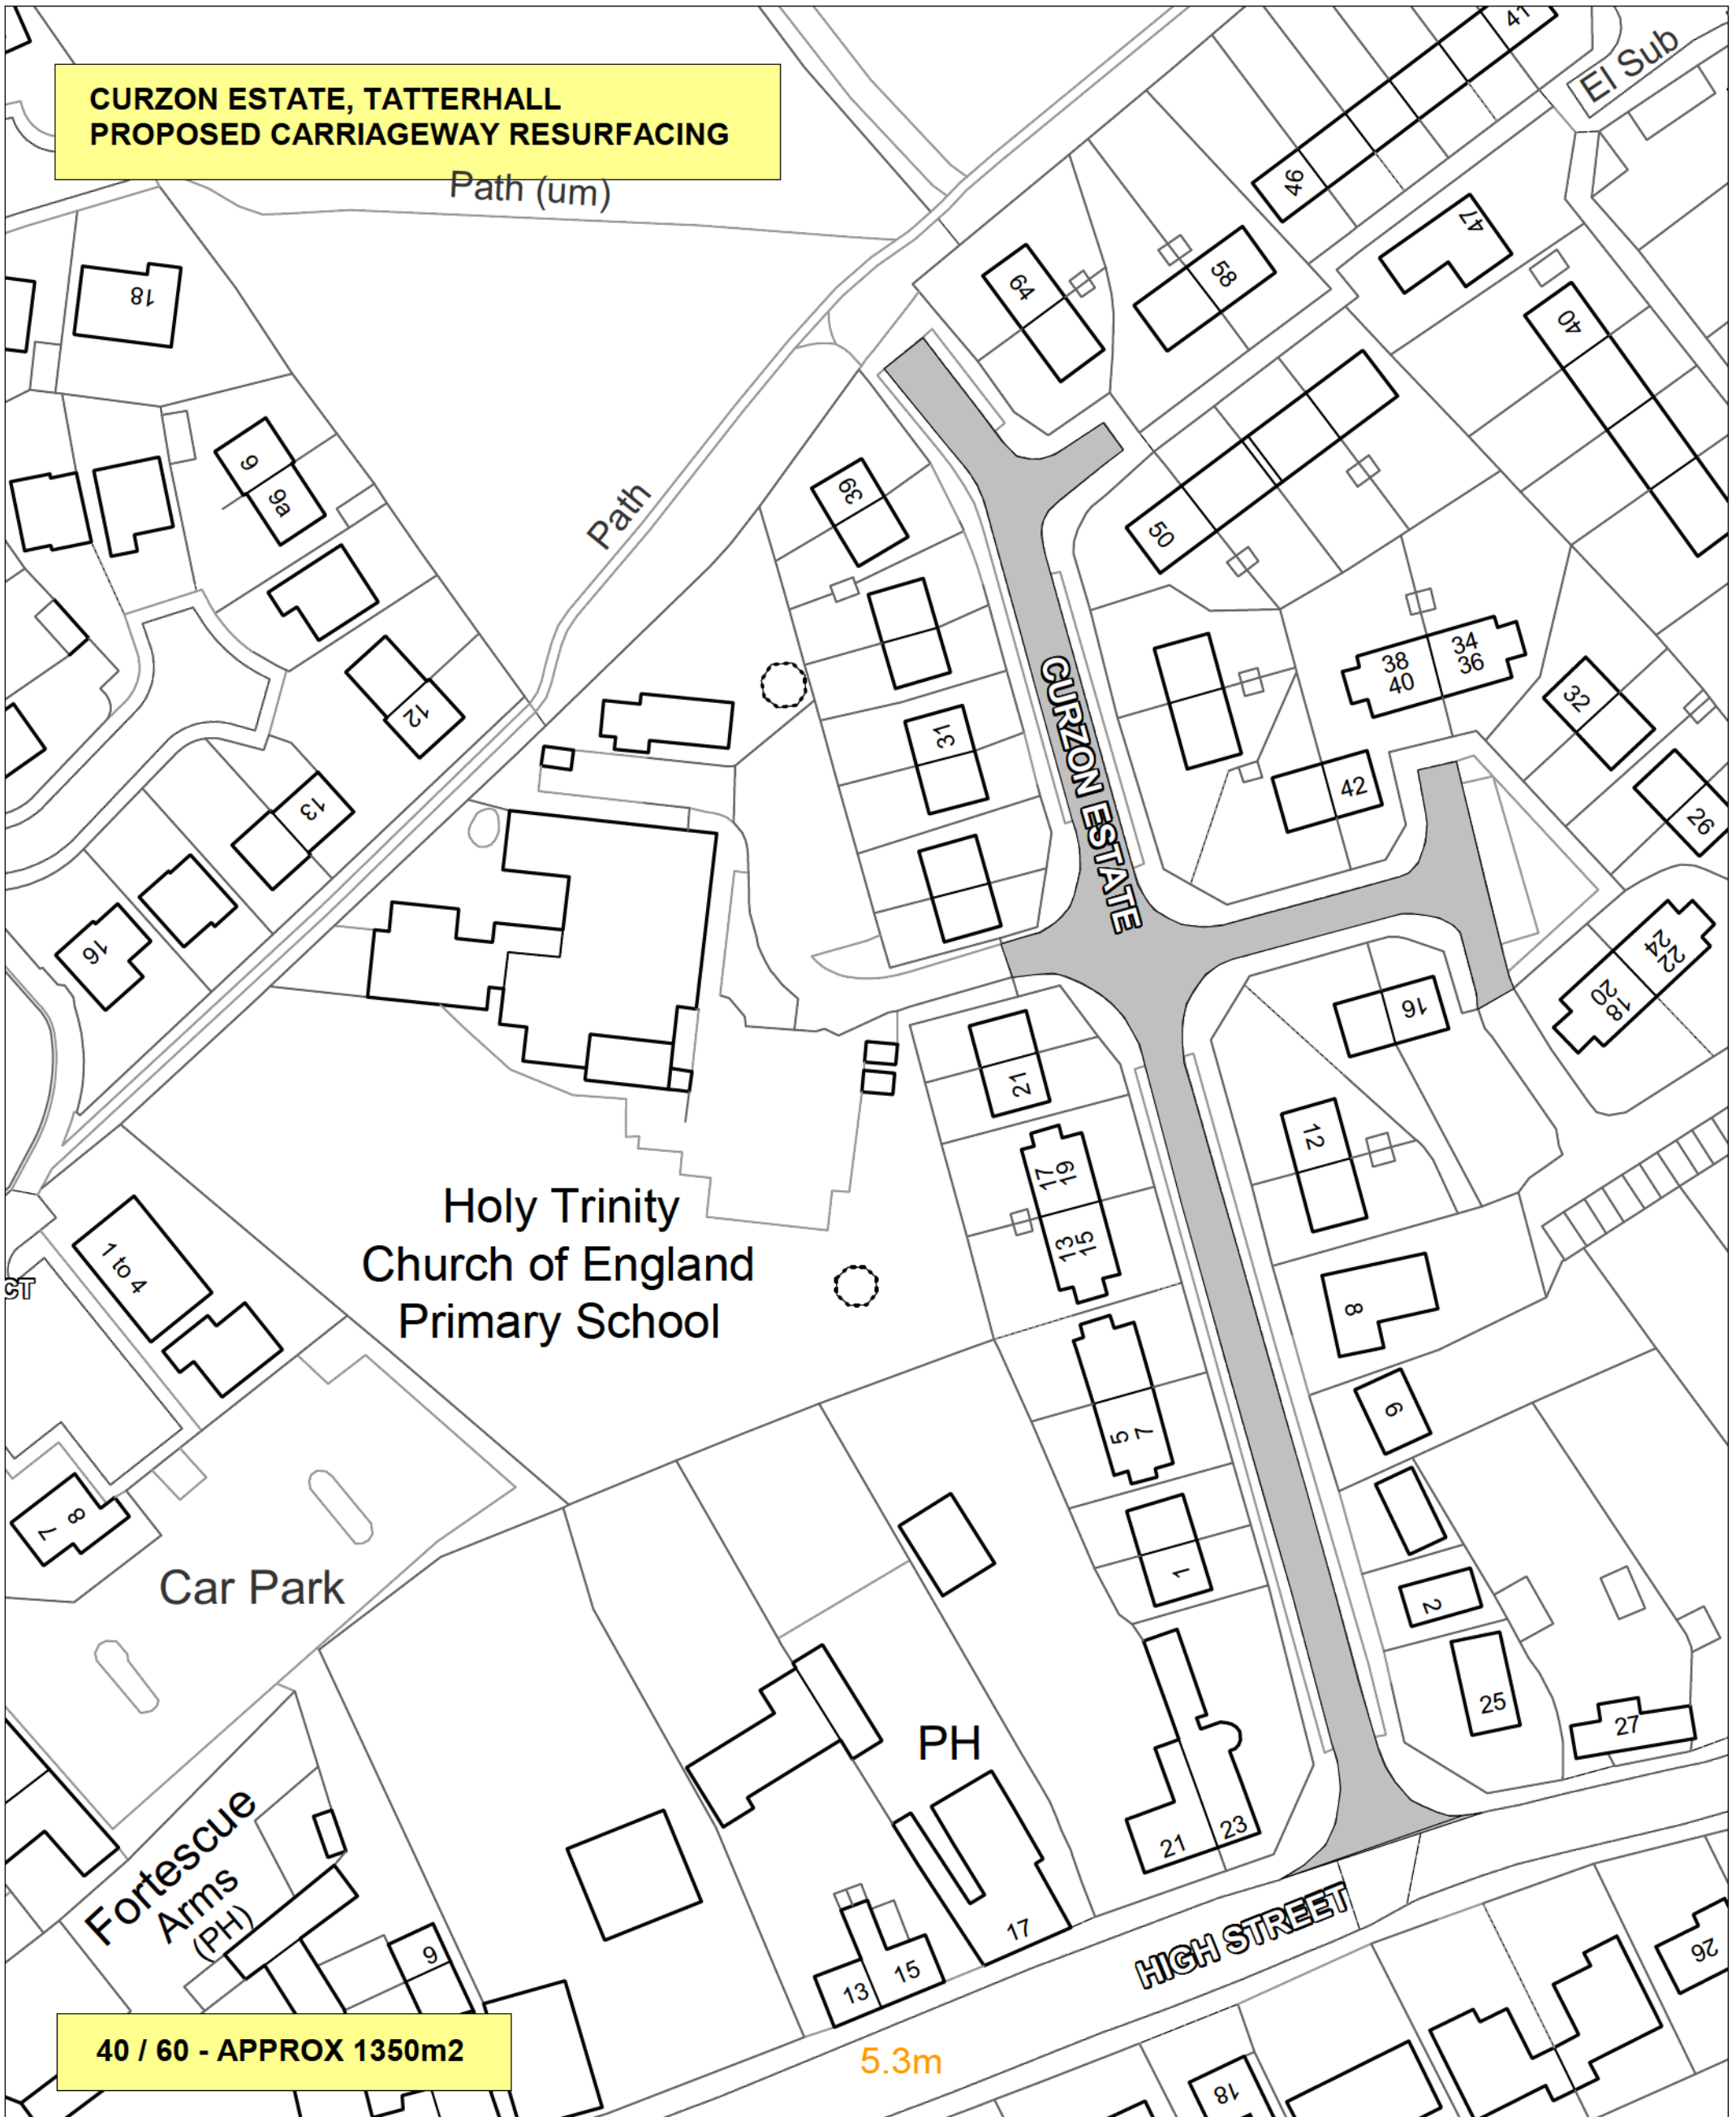 CURZON ESTATE, TATTERHALL
PROPOSED CARRIAGEWAY RESURFACING
Path (um)
El Sub
41
46
47
18
64
58
40
9
9a
39
50
Path
12
31
CURZON ESTATE
38
40
34
36
32
42
26
13
16
16
22
24
18
20
21
12
17
19
13
15
Holy Trinity
Church of England
Primary School
1 to 4
CT
8
5
7
6
8
7
Car Park
1
2
25
27
PH
Fortescue
Arms
(PH)
21
23
17
HIGH STREET
9
13
15
26
40 / 60 - APPROX 1350m2
5.3m
18